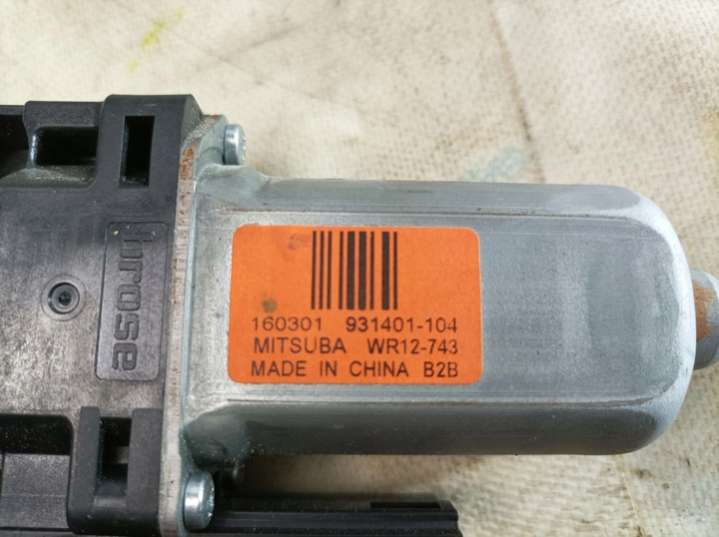 brose
160301 931401-104
MITSUBA WR12-743
MADE IN CHINA B2B